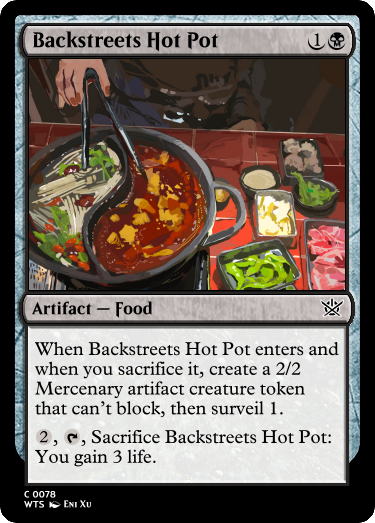 Backstreets Hot Pot 1
Artifact — Food
When Backstreets Hot Pot enters and
when you sacrifice it, create a 2/2
Mercenary artifact creature token
that can't block, then surveil 1.
2, , Sacrifice Backstreets Hot Pot:
You gain 3 life.
C 0078
WTS Eni Xu